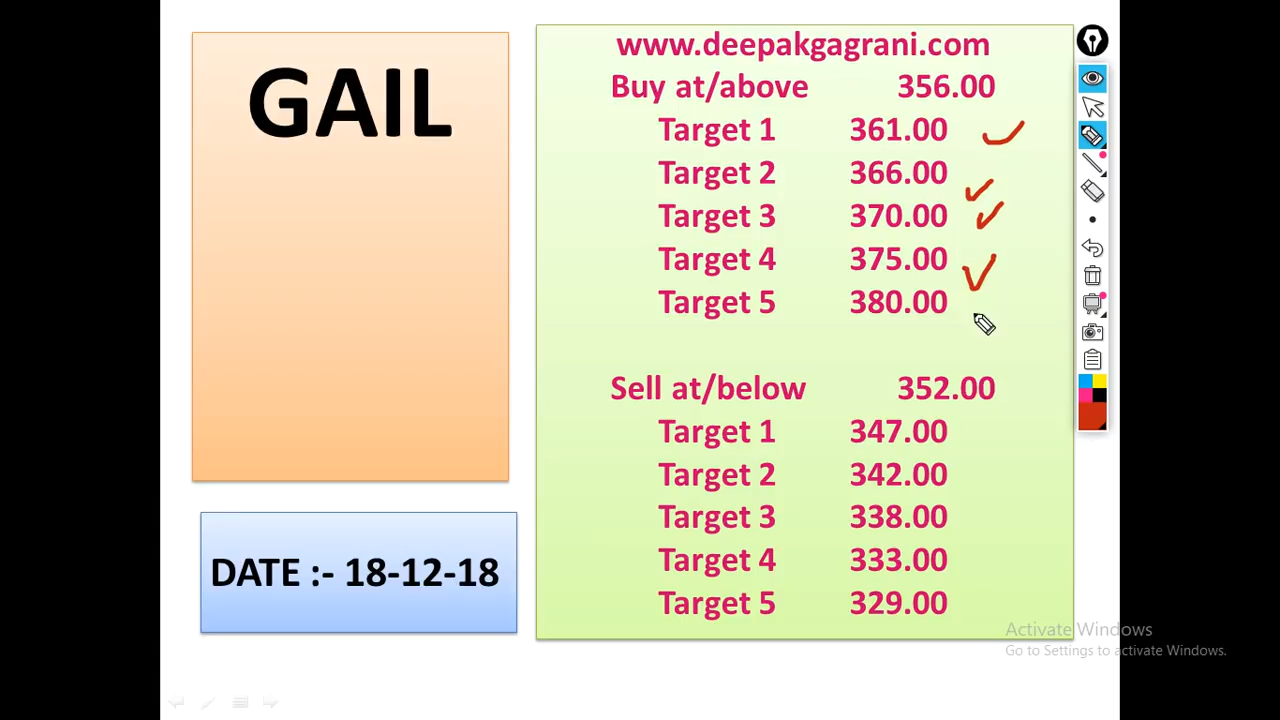 GAIL
DATE :- 18-12-18
www.deepakgagrani.com
Buy at/above 356.00
Target 1 361.00
Target 2 366.00
Target 3 370.00
Target 4 375.00
Target 5 380.00
Sell at/below 352.00
Target 1 347.00
Target 2 342.00
Target 3 338.00
Target 4 333.00
Target 5 329.00
Activate Windows
Go to Settings to activate Windows.